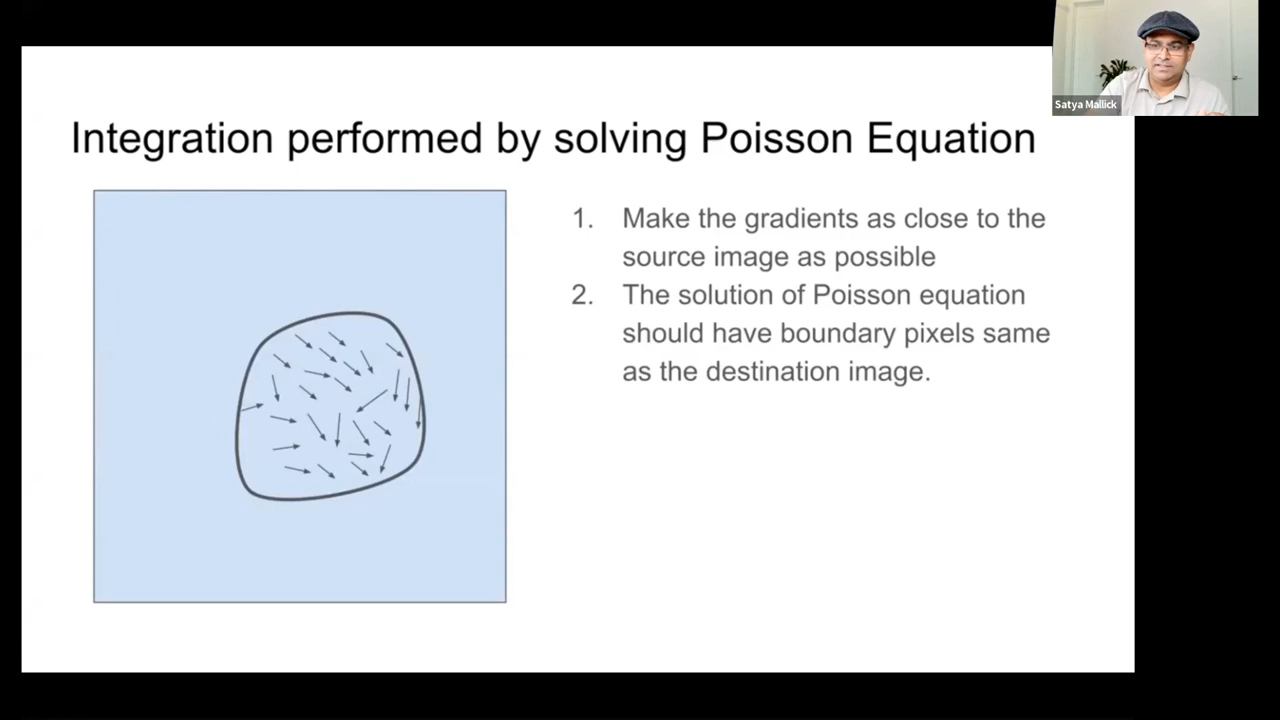 Satya Mallick
Integration performed by solving Poisson Equation
1. Make the gradients as close to the
source image as possible
2. The solution of Poisson equation
should have boundary pixels same
as the destination image.